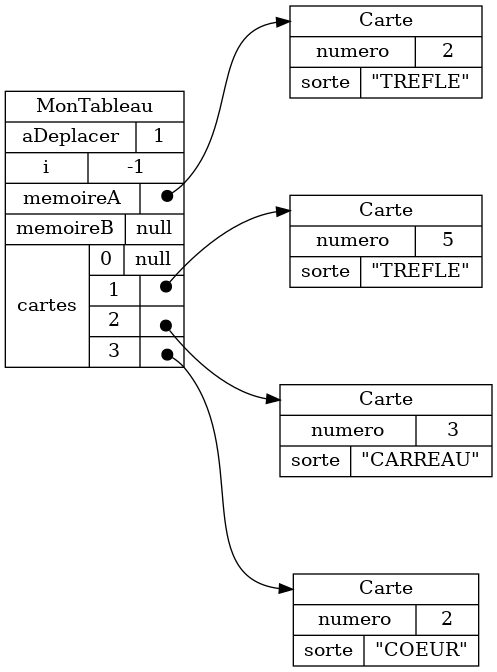 MonTableau
aDeplacer 1
i -1
memoireA
memoireB null
cartes
0 null
1
2
3
Carte
numero 2
sorte "TREFLE"
Carte
numero 5
sorte "TREFLE"
Carte
numero 3
sorte "CARREAU"
Carte
numero 2
sorte "COEUR"